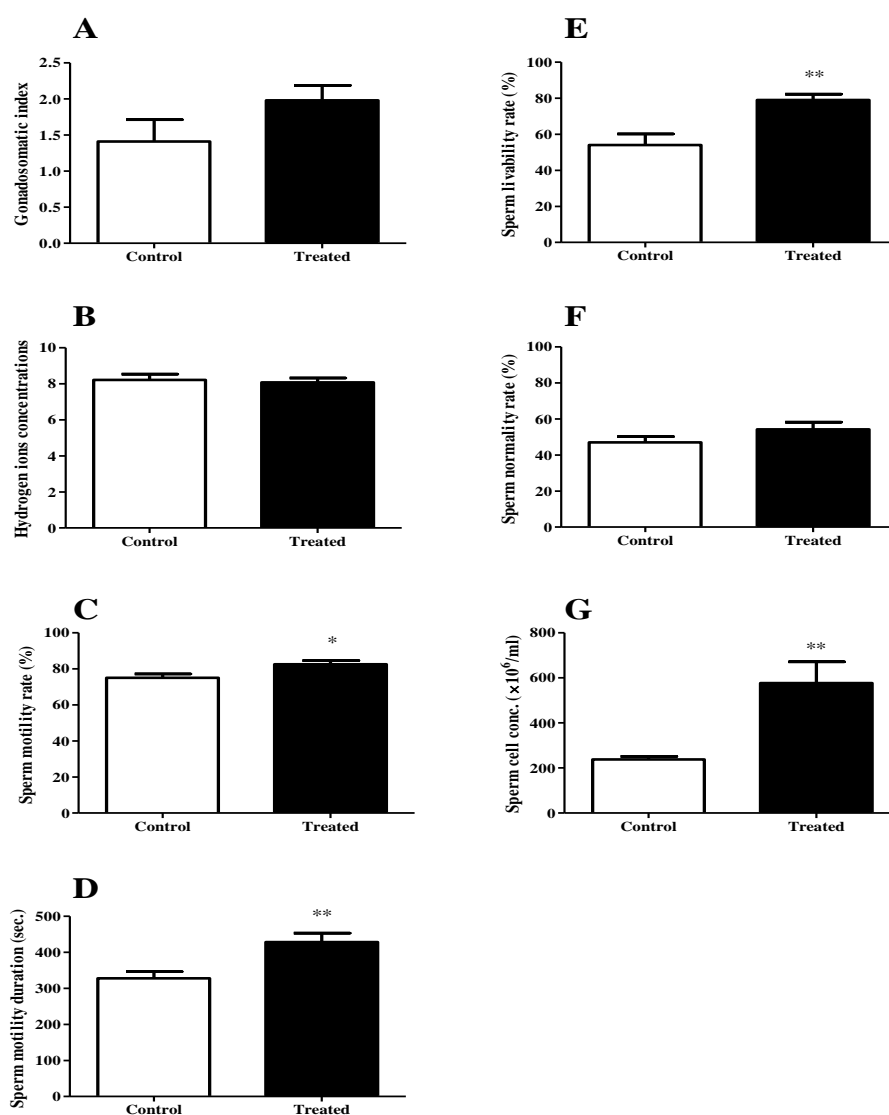 A
Gonadosomatic index
2.5
2.0
1.5
1.0
0.5
0.0
Control Treated
B
Hydrogen ions concentrations
10
8
6
4
2
0
Control Treated
C
Sperm motility rate (%)
100
80
60
40
20
0
*
Control Treated
D
Sperm motility duration (sec.)
500
400
300
200
100
0
**
Control Treated
E
Sperm livability rate (%)
100
80
60
40
20
0
**
Control Treated
F
Sperm normality rate (%)
100
80
60
40
20
0
Control Treated
G
Sperm cell conc. (×10⁶/ml)
800
600
400
200
0
**
Control Treated